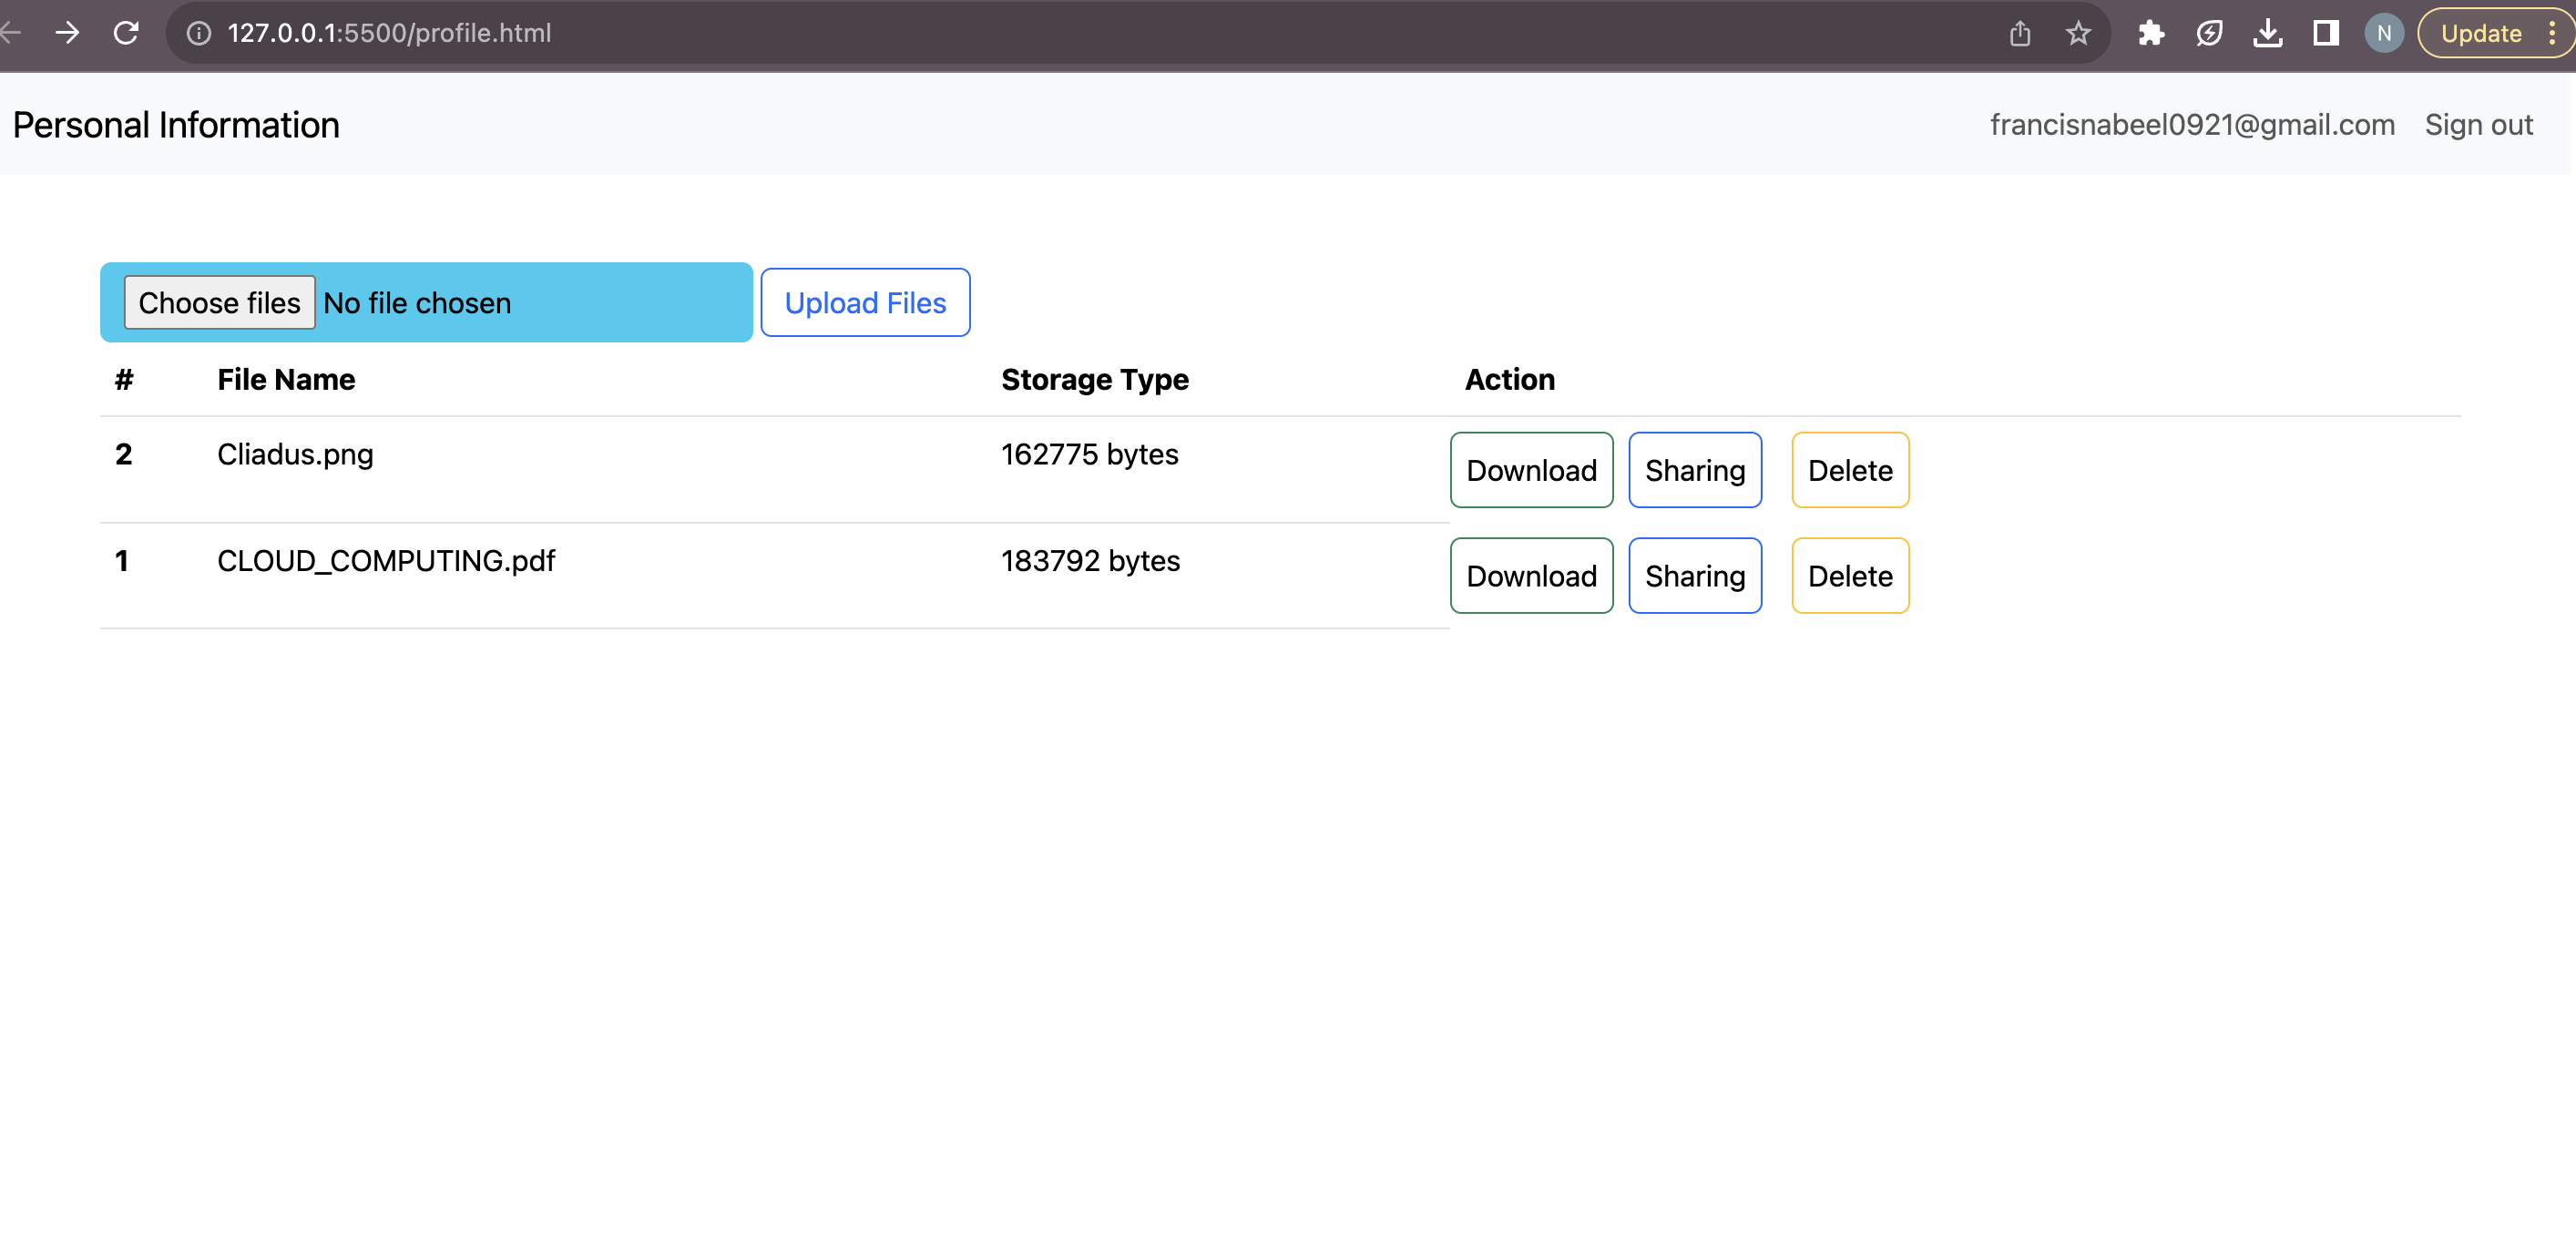 127.0.0.1:5500/profile.html N Update
Personal Information francisnabeel0921@gmail.com Sign out
Choose files No file chosen Upload Files
# File Name Storage Type Action
2 Cliadus.png 162775 bytes Download Sharing Delete
1 CLOUD_COMPUTING.pdf 183792 bytes Download Sharing Delete